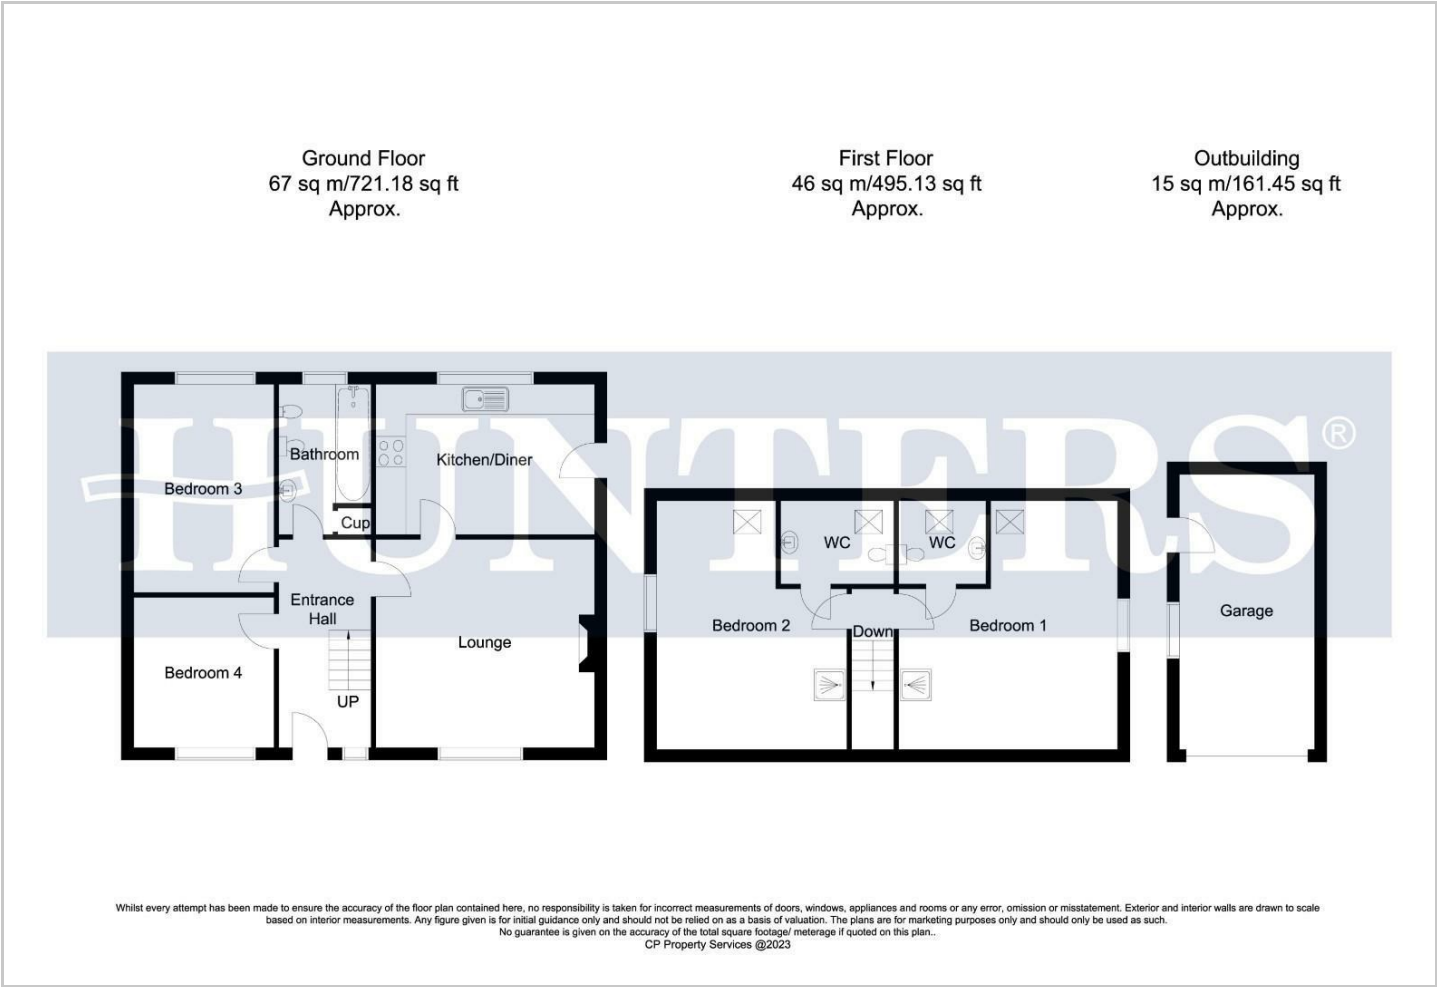 Ground Floor
67 sq m/721.18 sq ft
Approx.
First Floor
46 sq m/495.13 sq ft
Approx.
Outbuilding
15 sq m/161.45 sq ft
Approx.
HUNTERS®
Bedroom 3
Bathroom
Cup
Kitchen/Diner
Entrance
Hall
Lounge
Bedroom 4
UP
WC
WC
Bedroom 2
Down
Bedroom 1
Garage
Whilst every attempt has been made to ensure the accuracy of the floor plan contained here, no responsibility is taken for incorrect measurements of doors, windows, appliances and rooms or any error, omission or misstatement. Exterior and interior walls are drawn to scale
based on interior measurements. Any figure given is for initial guidance only and should not be relied on as a basis of valuation. The plans are for marketing purposes only and should only be used as such.
No guarantee is given on the accuracy of the total square footage/ meterage if quoted on this plan..
CP Property Services @2023